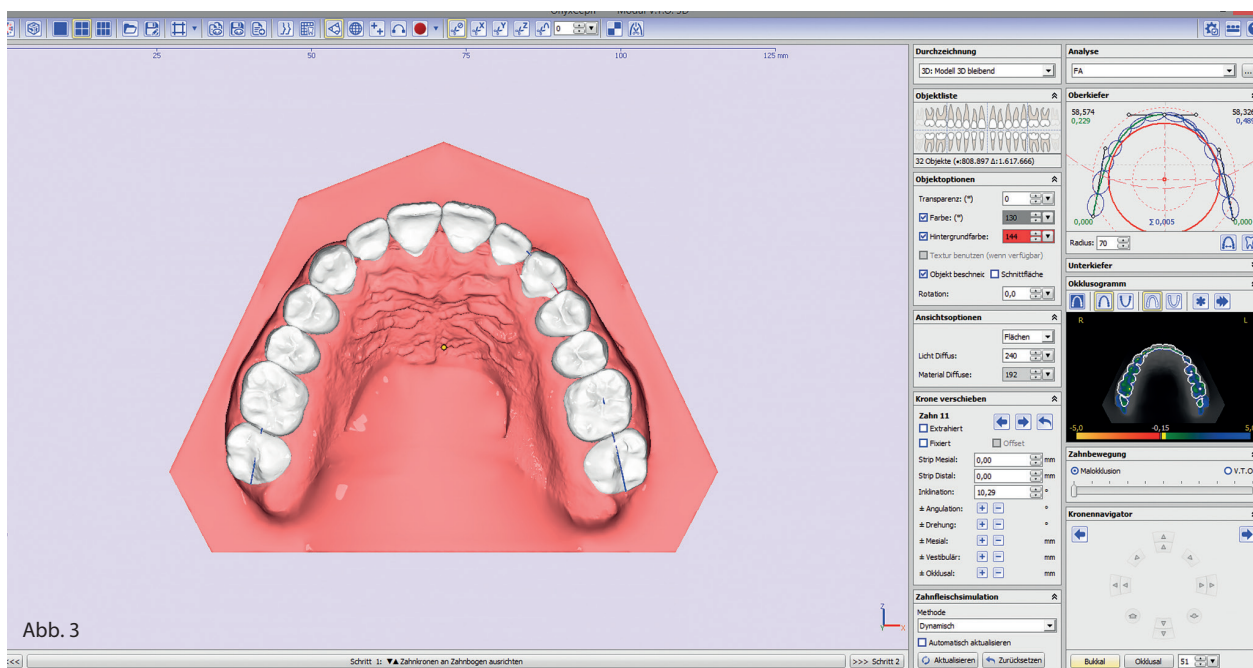 OnyxCeph Modul V.T.O. 3D
X Y Z 0
25 50 75 100 125 mm
Abb. 3
Z
Y X
<<< Schritt 1: ▼▲ Zahnkronen an Zahnbogen ausrichten >>> Schritt 2
Durchzeichnung
3D: Modell 3D bleibend
Objektliste
32 Objekte (•:808.897 Δ:1.617.666)
Objektoptionen
Transparenz: (*) 0
Farbe: (*) 130
Hintergrundfarbe: 144
Textur benutzen (wenn verfügbar)
Objekt beschneic Schnittfläche
Rotation: 0,0
Ansichtsoptionen
Flächen
Licht Diffus: 240
Material Diffuse: 192
Krone verschieben
Zahn 11
Extrahiert
Fixiert Offset
Strip Mesial: 0,00 mm
Strip Distal: 0,00 mm
Inklination: 10,29 °
± Angulation: + − °
± Drehung: + − °
± Mesial: + − mm
± Vestibulär: + − mm
± Okklusal: + − mm
Zahnfleischsimulation
Methode
Dynamisch
Automatisch aktualisieren
Aktualisieren Zurücksetzen
Analyse
FA ...
Oberkiefer
58,574 58,326
0,229 0,489
0,000 Σ 0,005 0,000
Radius: 70
Unterkiefer
Okklusogramm
R L
-5,0 -0,15 5,0
Zahnbewegung
Malokklusion V.T.O
Kronennavigator
Bukkal Okklusal 51